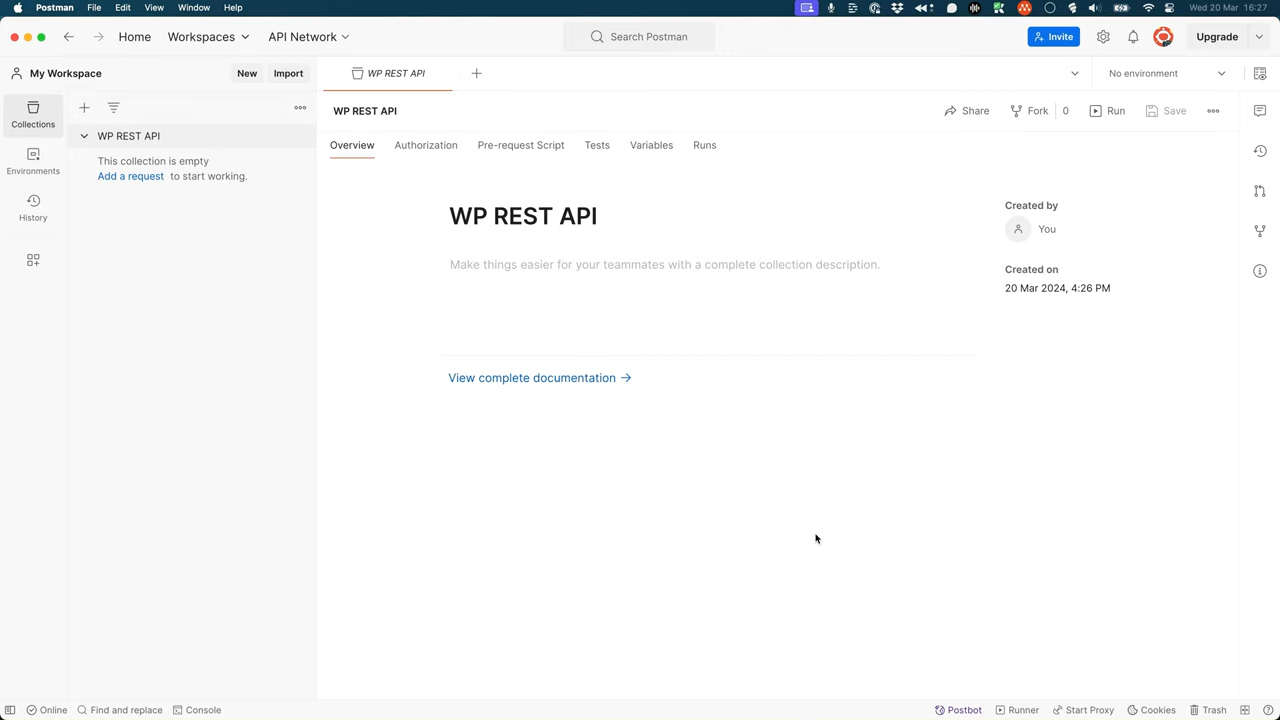 Postman File Edit View Window Help Wed 20 Mar 16:27
Home Workspaces API Network Search Postman Invite Upgrade
My Workspace New Import WP REST API No environment
Collections
WP REST API Share Fork 0 Run Save
WP REST API
Overview Authorization Pre-request Script Tests Variables Runs
This collection is empty
Add a request to start working.
Environments
History
WP REST API
Make things easier for your teammates with a complete collection description.
View complete documentation →
Created by
You
Created on
20 Mar 2024, 4:26 PM
Online Find and replace Console Postbot Runner Start Proxy Cookies Trash